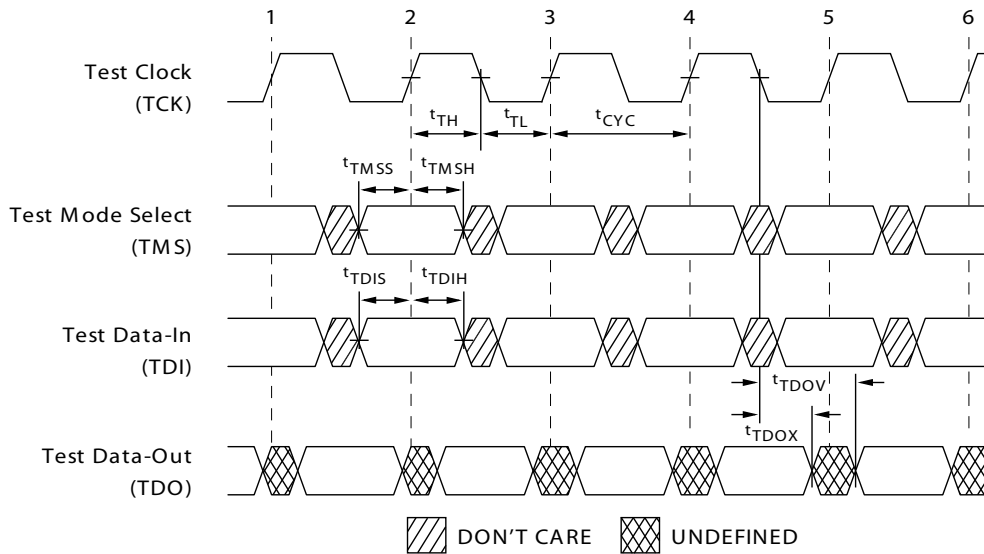 1 2 3 4 5 6
Test Clock
(TCK)
tTH tTL tCYC
tTMSS tTMSH
Test Mode Select
(TMS)
tTDIS tTDIH
Test Data-In
(TDI)
tTDOV
tTDOX
Test Data-Out
(TDO)
DON'T CARE UNDEFINED